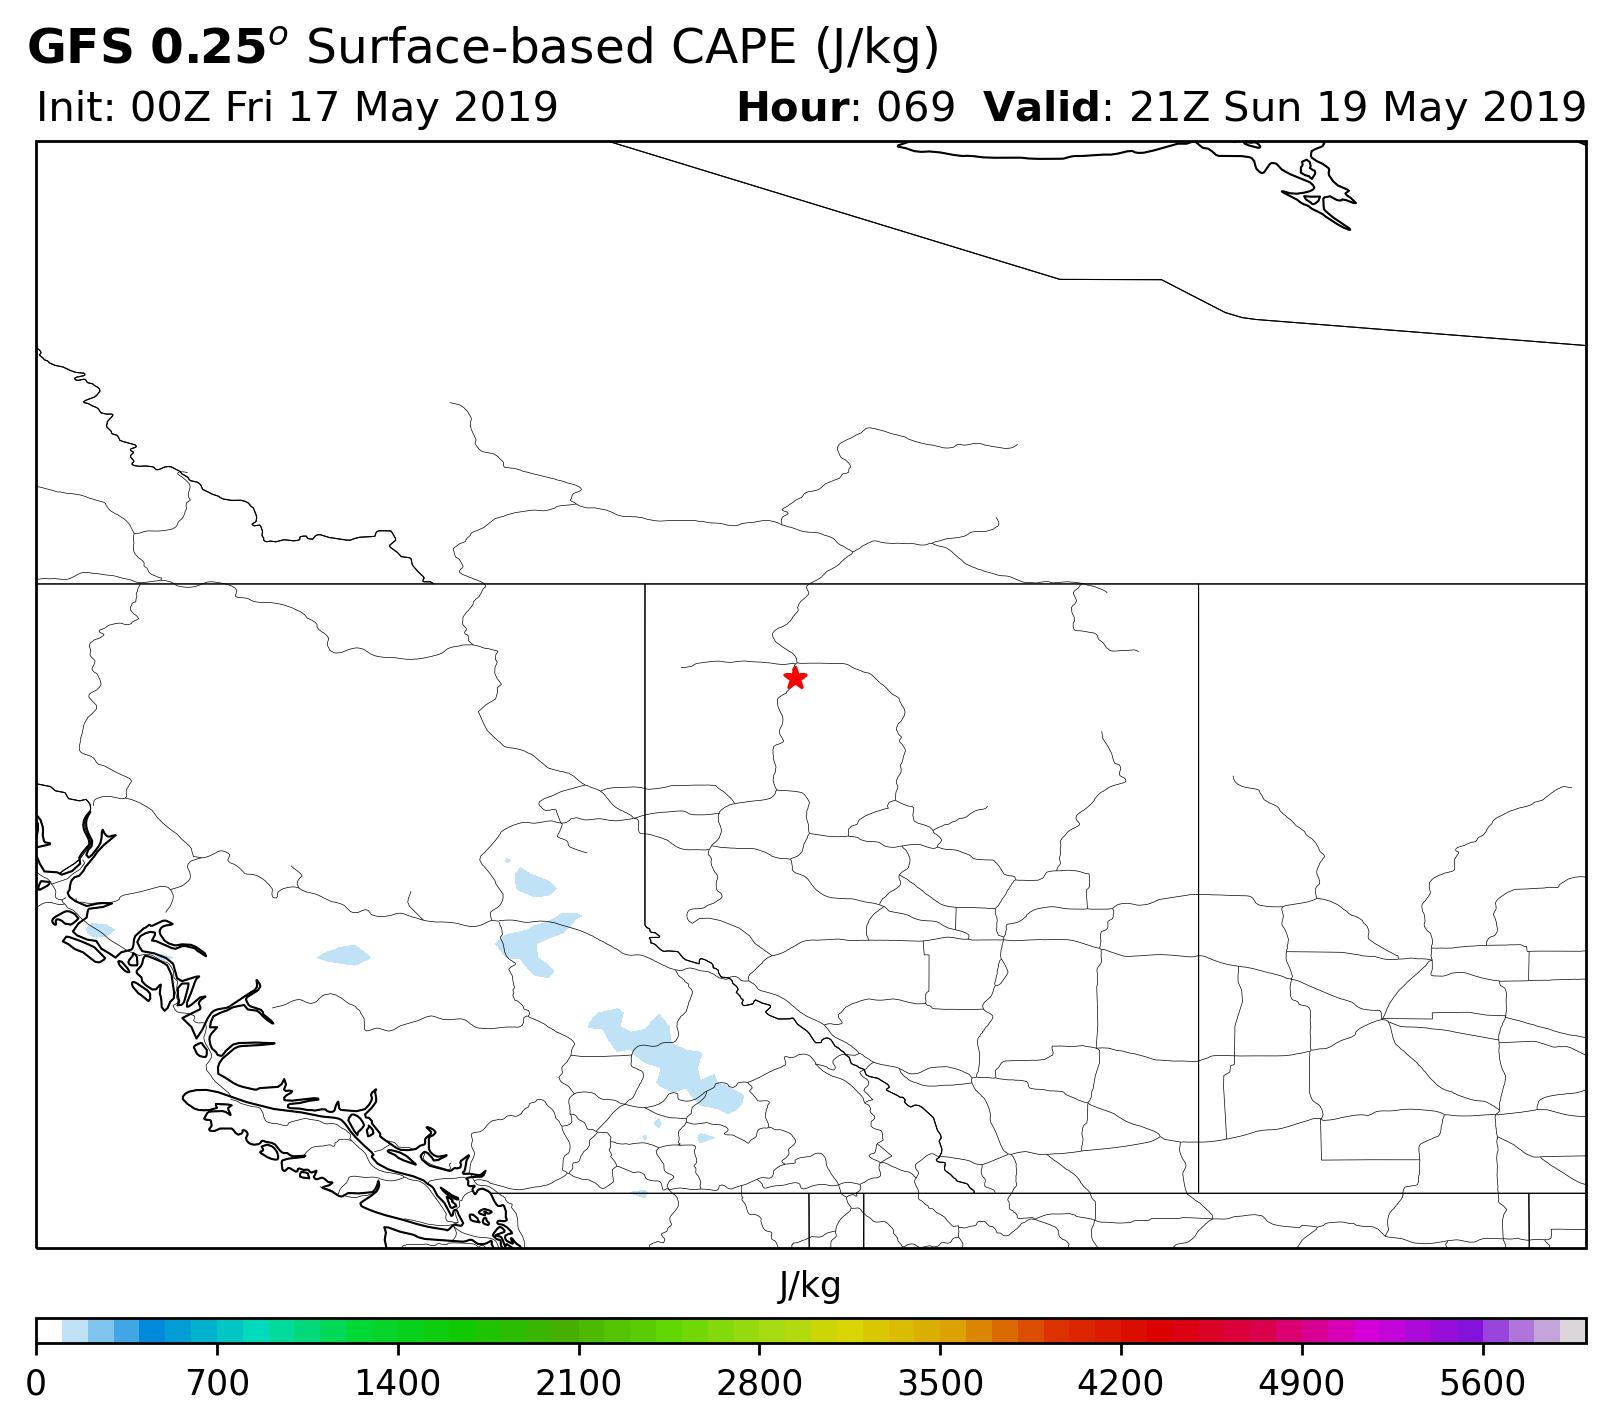 GFS 0.25° Surface-based CAPE (J/kg)
Init: 00Z Fri 17 May 2019 Hour: 069 Valid: 21Z Sun 19 May 2019
J/kg
0 700 1400 2100 2800 3500 4200 4900 5600